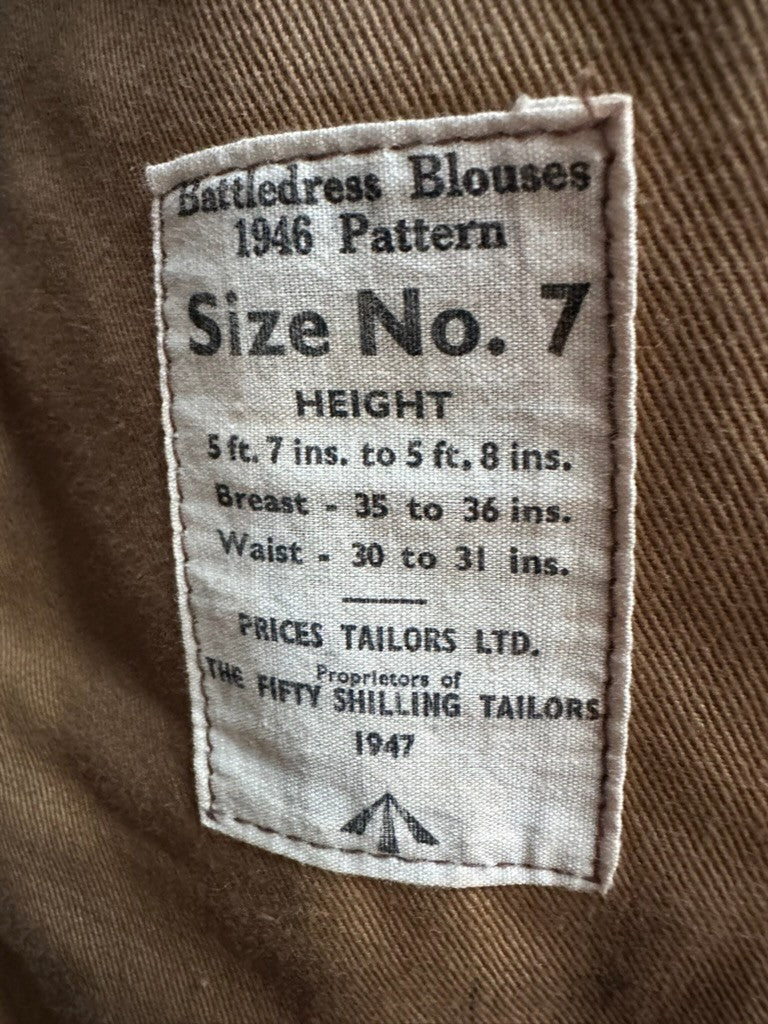 Battledress Blouses
1946 Pattern
Size No. 7
HEIGHT
5 ft. 7 ins. to 5 ft. 8 ins.
Breast - 35 to 36 ins.
Waist - 30 to 31 ins.
PRICES TAILORS LTD.
Proprietors of
THE FIFTY SHILLING TAILORS
1947